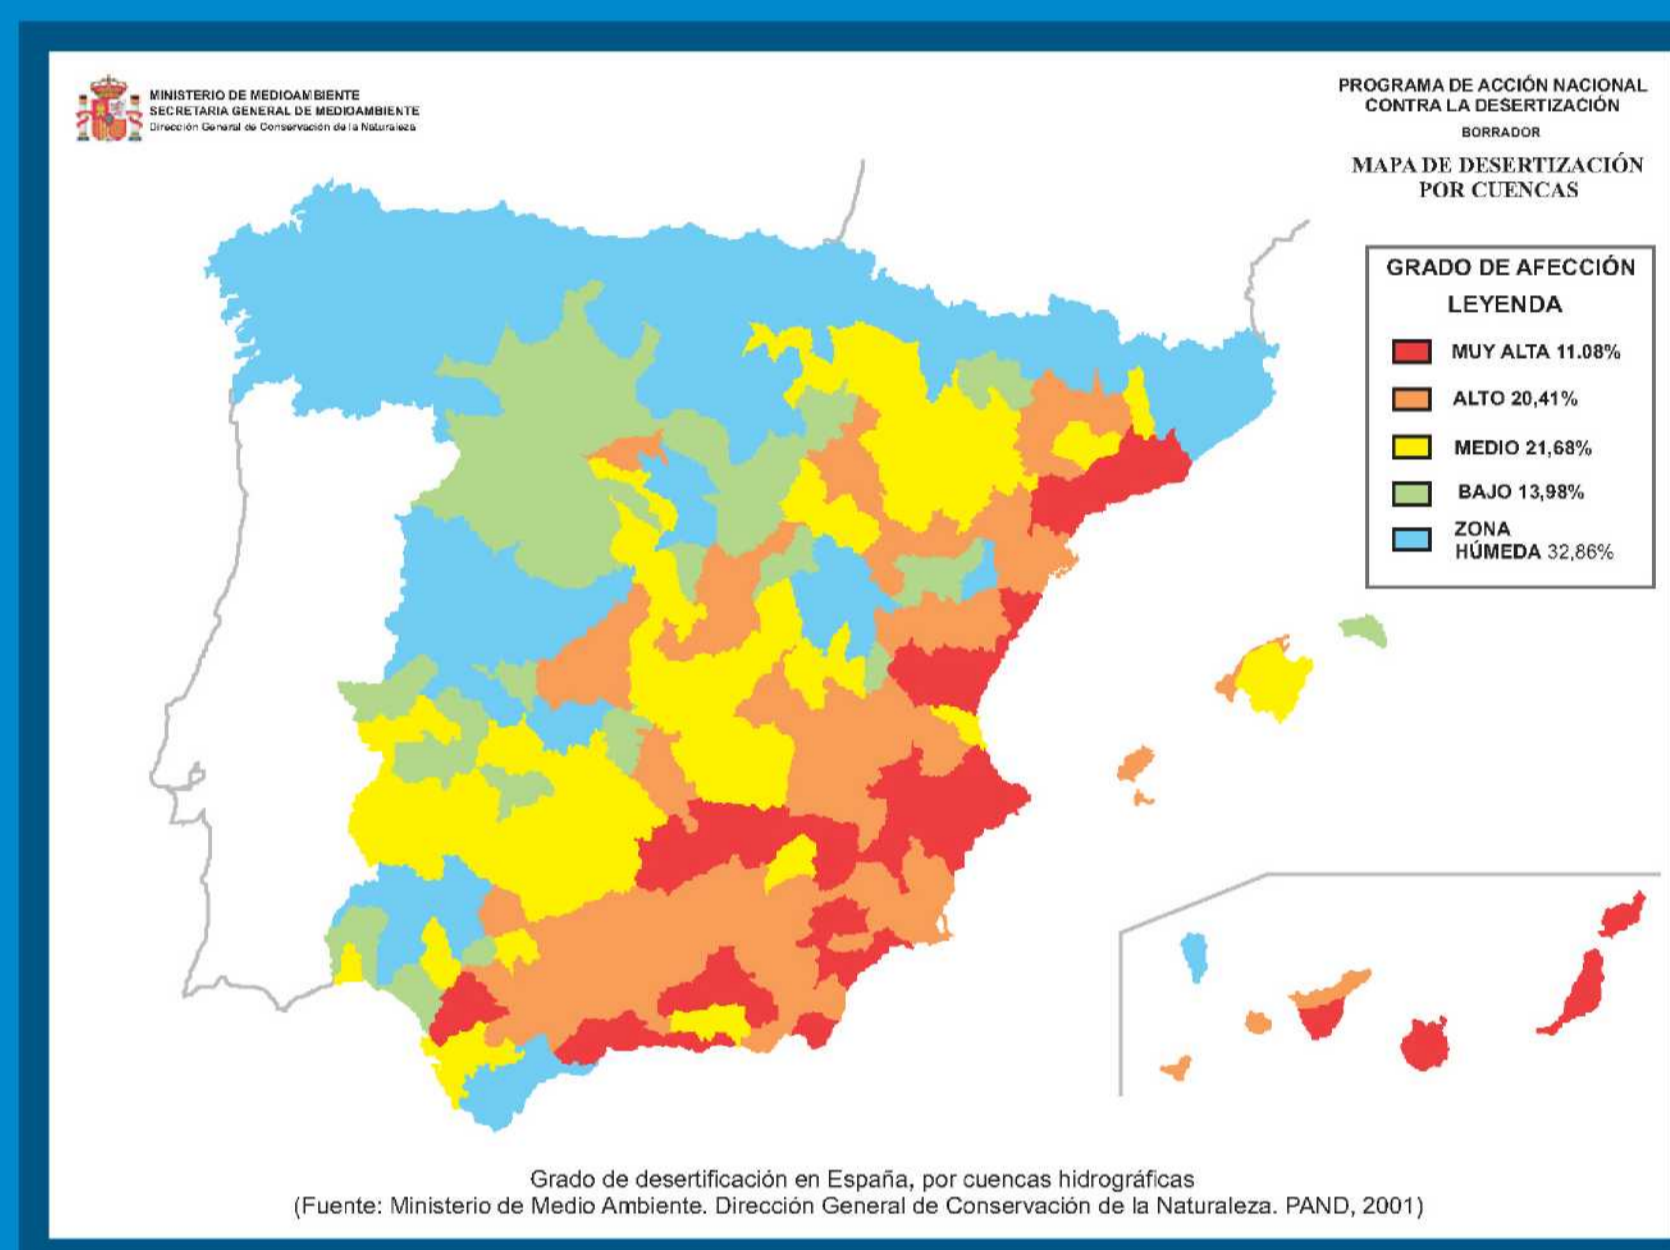 MINISTERIO DE MEDIOAMBIENTE
SECRETARIA GENERAL DE MEDIOAMBIENTE
Dirección General de Conservación de la Naturaleza
PROGRAMA DE ACCIÓN NACIONAL
CONTRA LA DESERTIZACIÓN
BORRADOR
MAPA DE DESERTIZACIÓN
POR CUENCAS
GRADO DE AFECCIÓN
LEYENDA
MUY ALTA 11.08%
ALTO 20,41%
MEDIO 21,68%
BAJO 13,98%
ZONA
HÚMEDA 32,86%
Grado de desertificación en España, por cuencas hidrográficas
(Fuente: Ministerio de Medio Ambiente. Dirección General de Conservación de la Naturaleza. PAND, 2001)